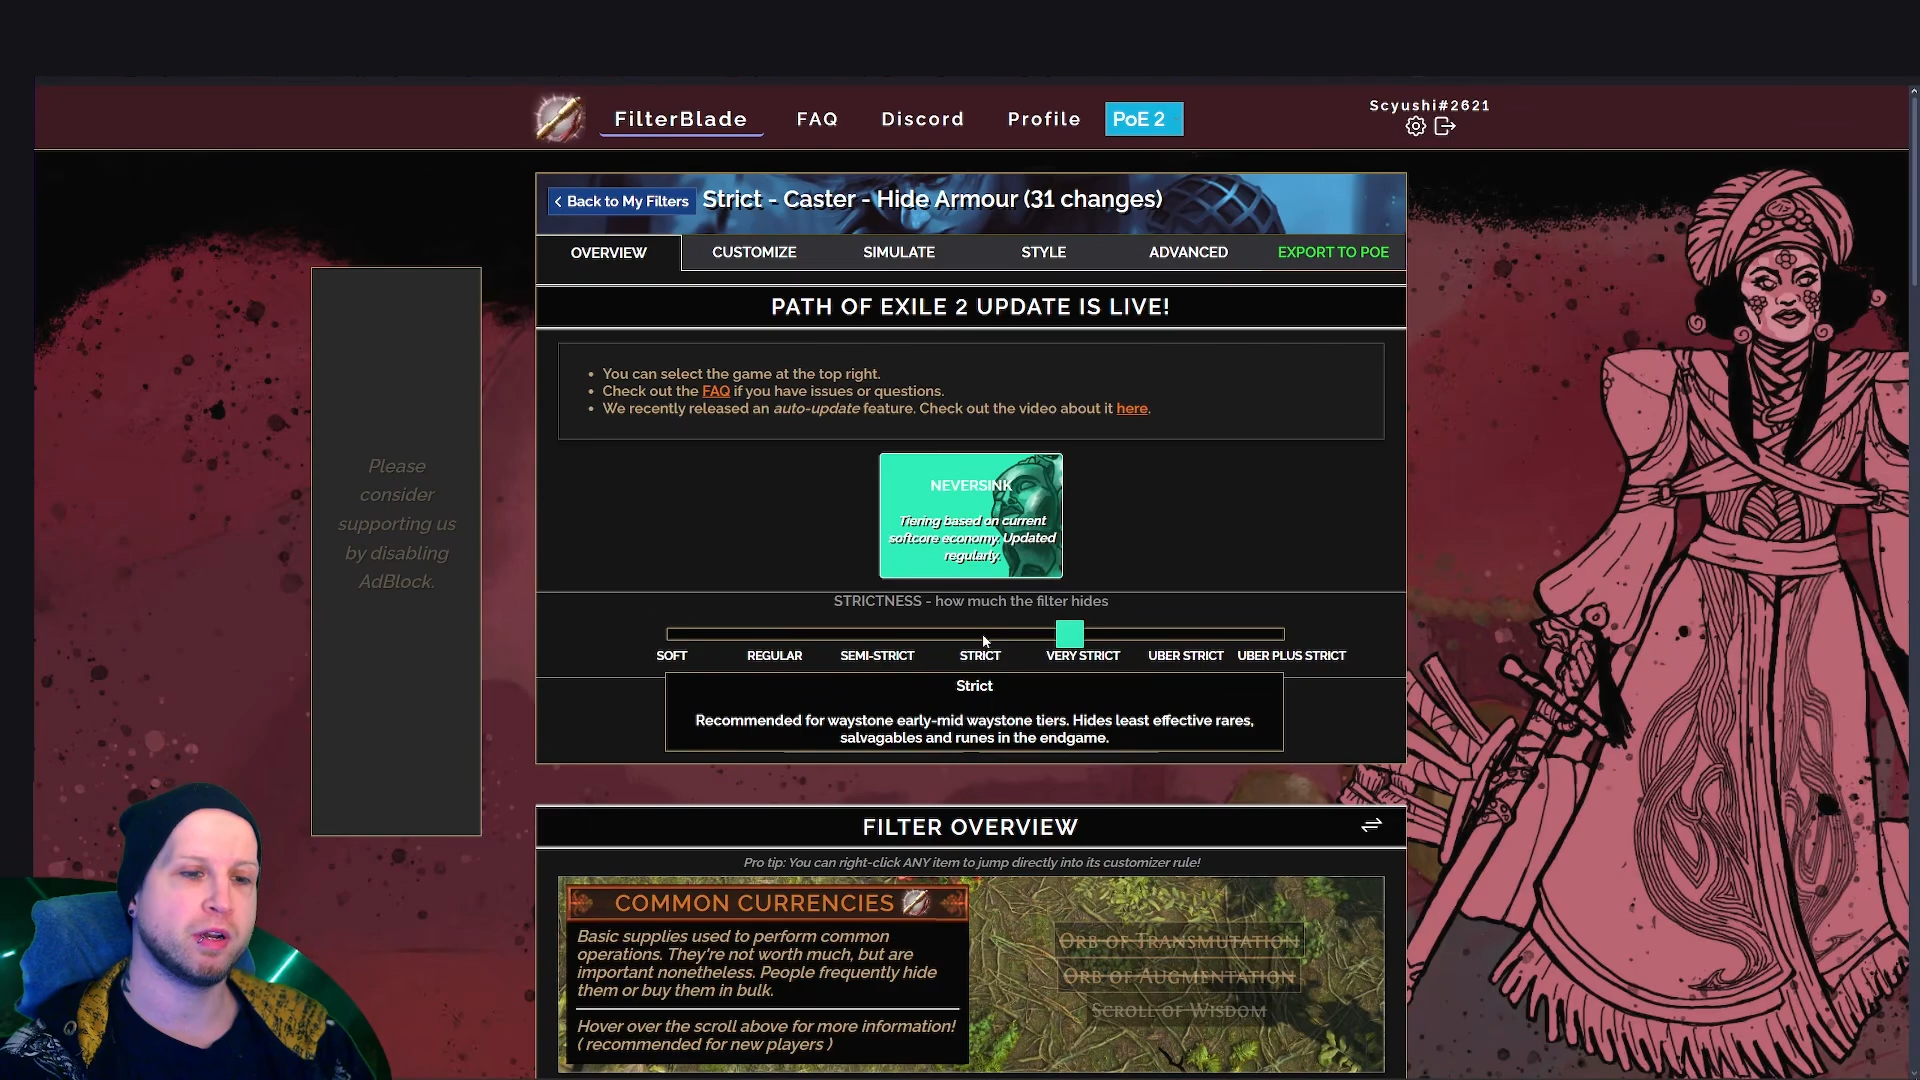 FilterBlade
FAQ
Discord
Profile
PoE 2
Scyushi#2621
Back to My Filters
Strict - Caster - Hide Armour (31 changes)
OVERVIEW
CUSTOMIZE
SIMULATE
STYLE
ADVANCED
EXPORT TO POE
PATH OF EXILE 2 UPDATE IS LIVE!
• You can select the game at the top right.
• Check out the FAQ if you have issues or questions.
• We recently released an auto-update feature. Check out the video about it here.
Please
consider
supporting us
by disabling
AdBlock.
NEVERSINK
Tiering based on current
softcore economy. Updated
regularly.
STRICTNESS - how much the filter hides
SOFT
REGULAR
SEMI-STRICT
STRICT
VERY STRICT
UBER STRICT
UBER PLUS STRICT
Strict
Recommended for waystone early-mid waystone tiers. Hides least effective rares,
salvagables and runes in the endgame.
FILTER OVERVIEW
Pro tip: You can right-click ANY item to jump directly into its customizer rule!
COMMON CURRENCIES
Basic supplies used to perform common
operations. They're not worth much, but are
important nonetheless. People frequently hide
them or buy them in bulk.
Hover over the scroll above for more information!
( recommended for new players )
Orb of Transmutation
Orb of Augmentation
Scroll of Wisdom